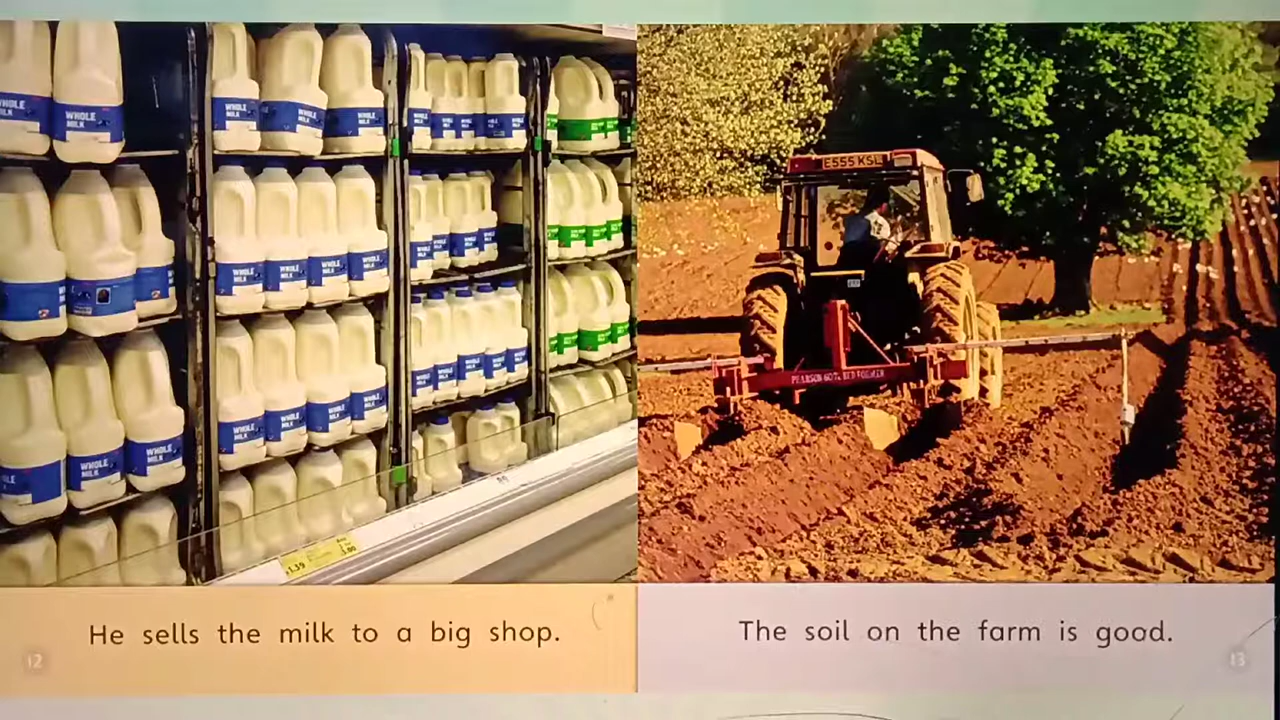 WHOLE MILK
E555 KSL
He sells the milk to a big shop.
The soil on the farm is good.
12
13